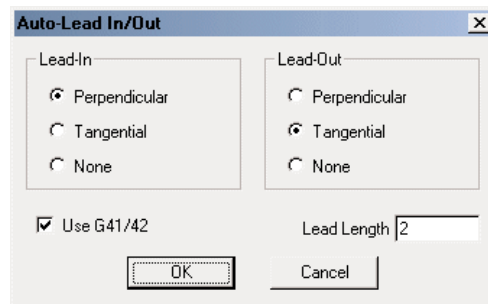 Auto-Lead In/Out
Lead-In
Perpendicular
Tangential
None
Lead-Out
Perpendicular
Tangential
None
Use G41/42
Lead Length 2
OK
Cancel